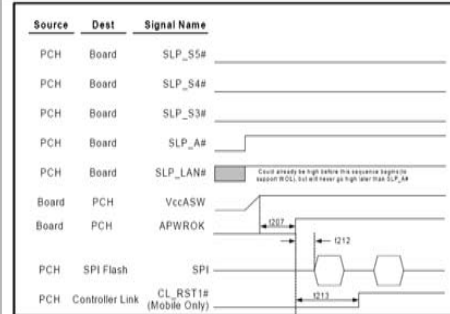 Source Dest Signal Name
PCH Board SLP_S5#
PCH Board SLP_S4#
PCH Board SLP_S3#
PCH Board SLP_A#
PCH Board SLP_LAN#
Could already be high before this sequence begins (to
support WOL), but will never go high later than SLP_A#
Board PCH VccASW
Board PCH APWROK
t207
t212
PCH SPI Flash SPI
PCH Controller Link CL_RST1#
(Mobile Only)
t213